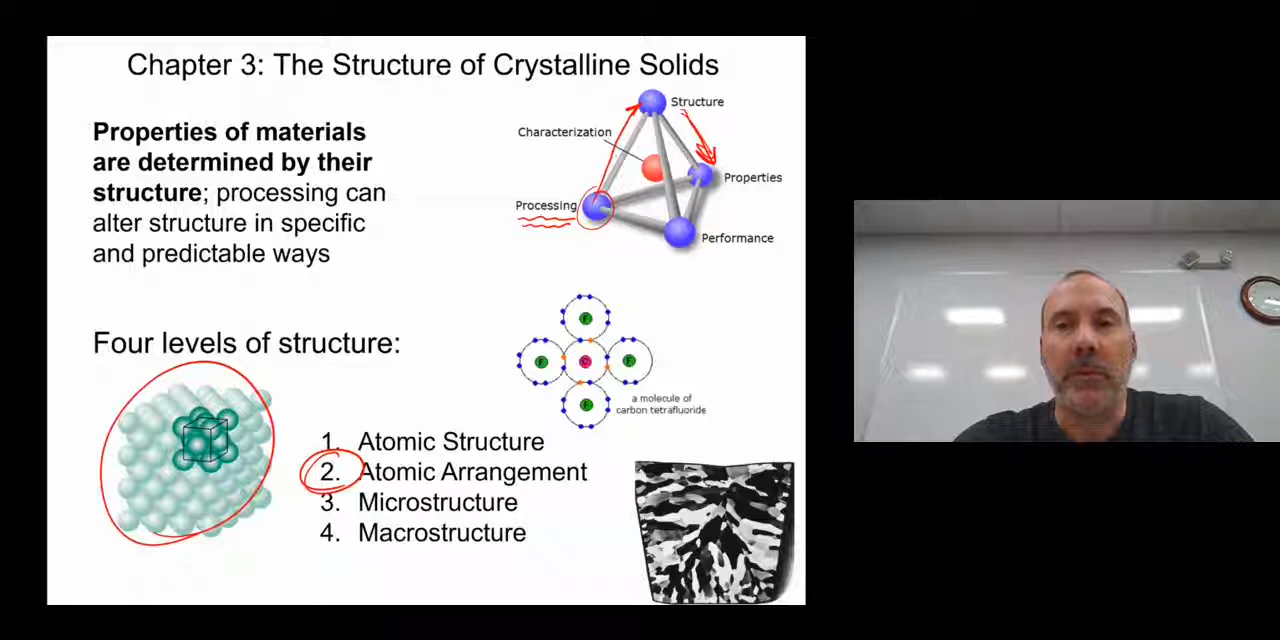 Chapter 3: The Structure of Crystalline Solids
Properties of materials
are determined by their
structure; processing can
alter structure in specific
and predictable ways
Structure
Characterization
Properties
Processing
Performance
Four levels of structure:
F
F
C
F
F
a molecule of
carbon tetrafluoride
1. Atomic Structure
2. Atomic Arrangement
3. Microstructure
4. Macrostructure